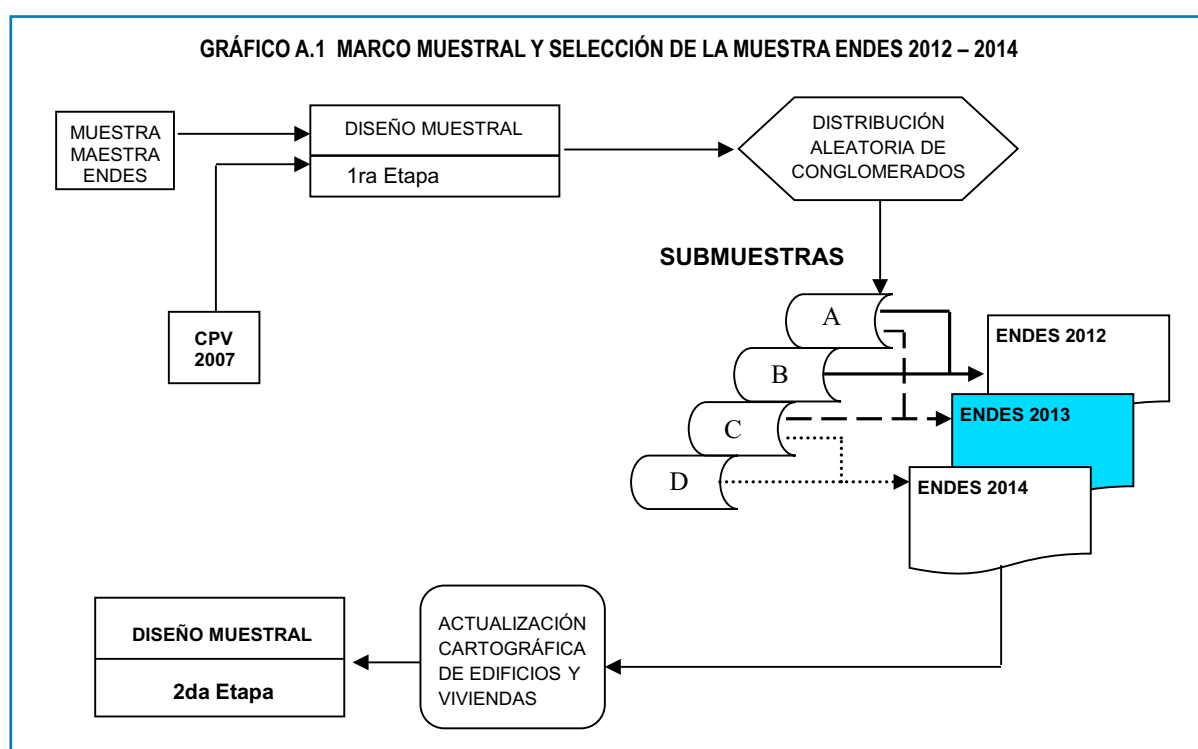 GRÁFICO A.1 MARCO MUESTRAL Y SELECCIÓN DE LA MUESTRA ENDES 2012 – 2014
MUESTRA
MAESTRA
ENDES
DISEÑO MUESTRAL
1ra Etapa
DISTRIBUCIÓN
ALEATORIA DE
CONGLOMERADOS
CPV
2007
SUBMUESTRAS
A
B
C
D
ENDES 2012
ENDES 2013
ENDES 2014
DISEÑO MUESTRAL
2da Etapa
ACTUALIZACIÓN
CARTOGRÁFICA
DE EDIFICIOS Y
VIVIENDAS